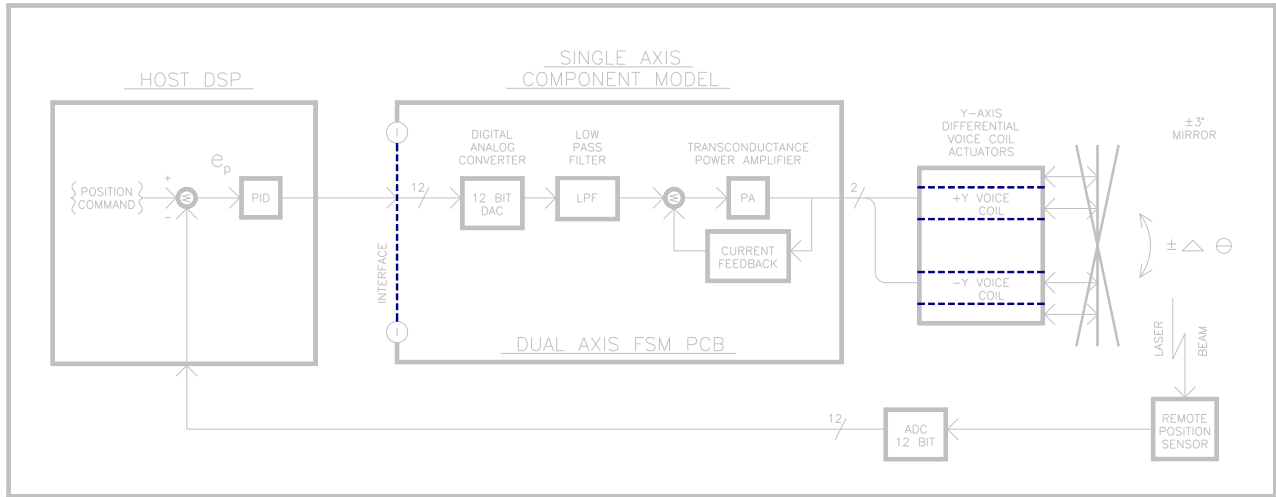 HOST DSP
SINGLE AXIS
COMPONENT MODEL
POSITION
COMMAND
+
−
Σ
e_p
PID
INTERFACE
I
I
12
DIGITAL
ANALOG
CONVERTER
12 BIT
DAC
LOW
PASS
FILTER
LPF
Σ
TRANSCONDUCTANCE
POWER AMPLIFIER
PA
CURRENT
FEEDBACK
DUAL AXIS FSM PCB
2
Y-AXIS
DIFFERENTIAL
VOICE COIL
ACTUATORS
+Y VOICE
COIL
-Y VOICE
COIL
±3°
MIRROR
± △ ⊖
LASER
BEAM
REMOTE
POSITION
SENSOR
ADC
12 BIT
12